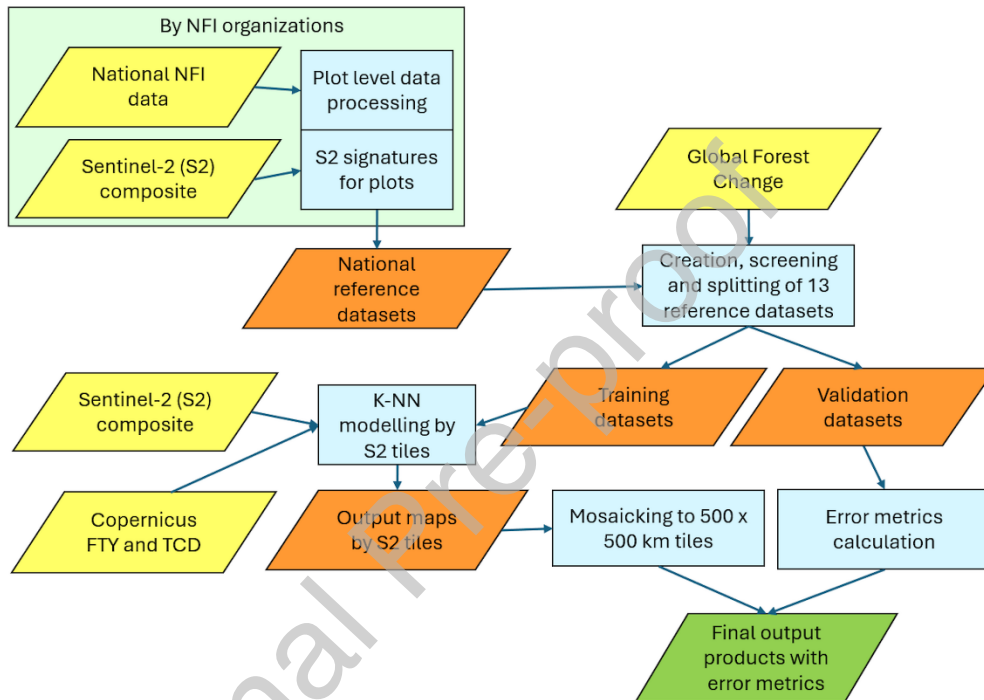 By NFI organizations
National NFI
data
Plot level data
processing
Sentinel-2 (S2)
composite
S2 signatures
for plots
Global Forest
Change
National
reference
datasets
Creation, screening
and splitting of 13
reference datasets
Sentinel-2 (S2)
composite
K-NN
modelling by
S2 tiles
Training
datasets
Validation
datasets
Copernicus
FTY and TCD
Output maps
by S2 tiles
Mosaicking to 500 x
500 km tiles
Error metrics
calculation
Final output
products with
error metrics
nal Pre-proof